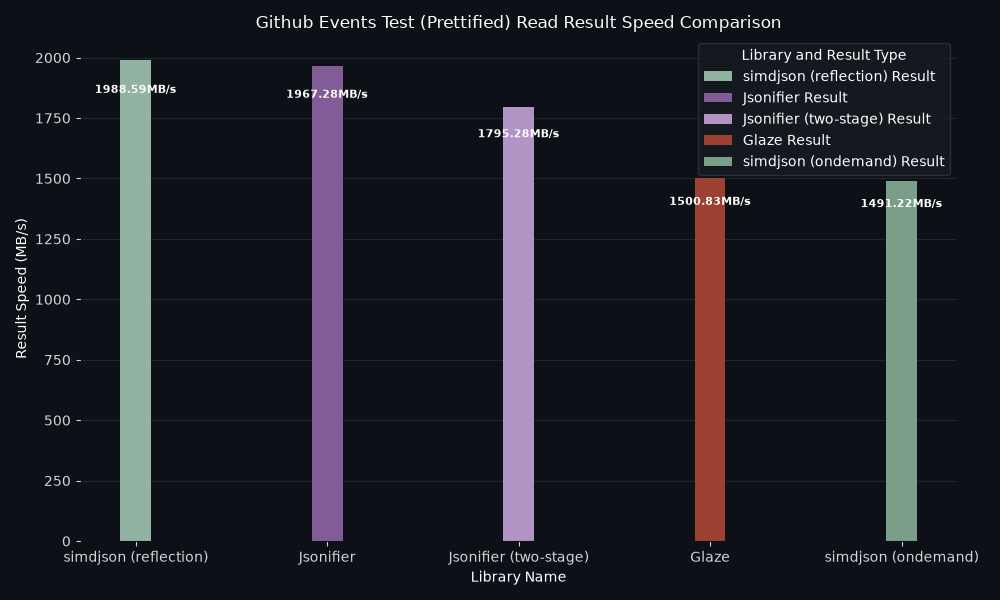 Github Events Test (Prettified) Read Result Speed Comparison
Result Speed (MB/s)
2000
1750
1500
1250
1000
750
500
250
0
1988.59MB/s
1967.28MB/s
1795.28MB/s
1500.83MB/s
1491.22MB/s
Library and Result Type
simdjson (reflection) Result
Jsonifier Result
Jsonifier (two-stage) Result
Glaze Result
simdjson (ondemand) Result
simdjson (reflection)
Jsonifier
Jsonifier (two-stage)
Glaze
simdjson (ondemand)
Library Name